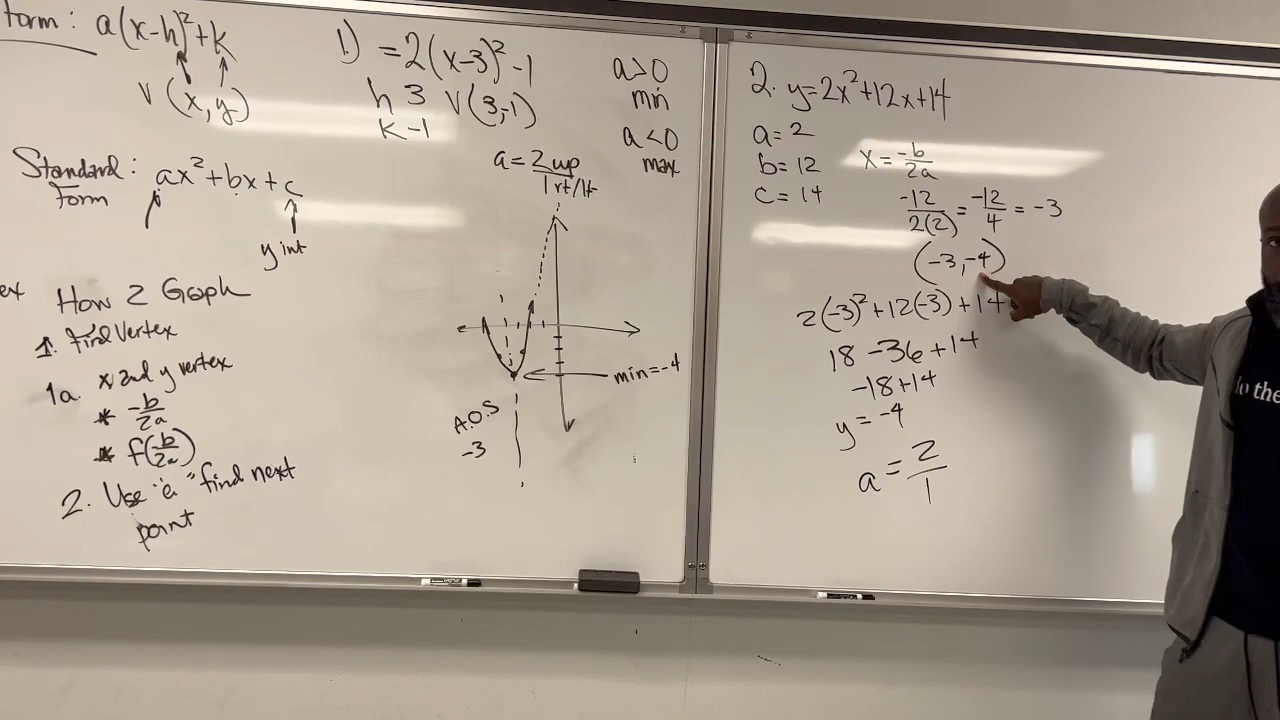 form: a(x-h)²+k
V (x,y)
Standard: ax²+bx+c
Form
y int
How 2 Graph
1. Find Vertex
1a. x and y vertex
* -b/2a
* f(-b/2a)
2. Use "a" find next
point
1.) =2(x-3)²-1
h 3 V(3,-1)
k -1
a>0
min
a<0
max
a=2 up
1 rt/lt
min=-4
A.O.S
-3
2. y=2x²+12x+14
a=2
b=12
c=14
x=-b/2a
-12/2(2)=-12/4=-3
(-3,-4)
2(-3)²+12(-3)+14
18-36+14
-18+14
y=-4
a=2/1